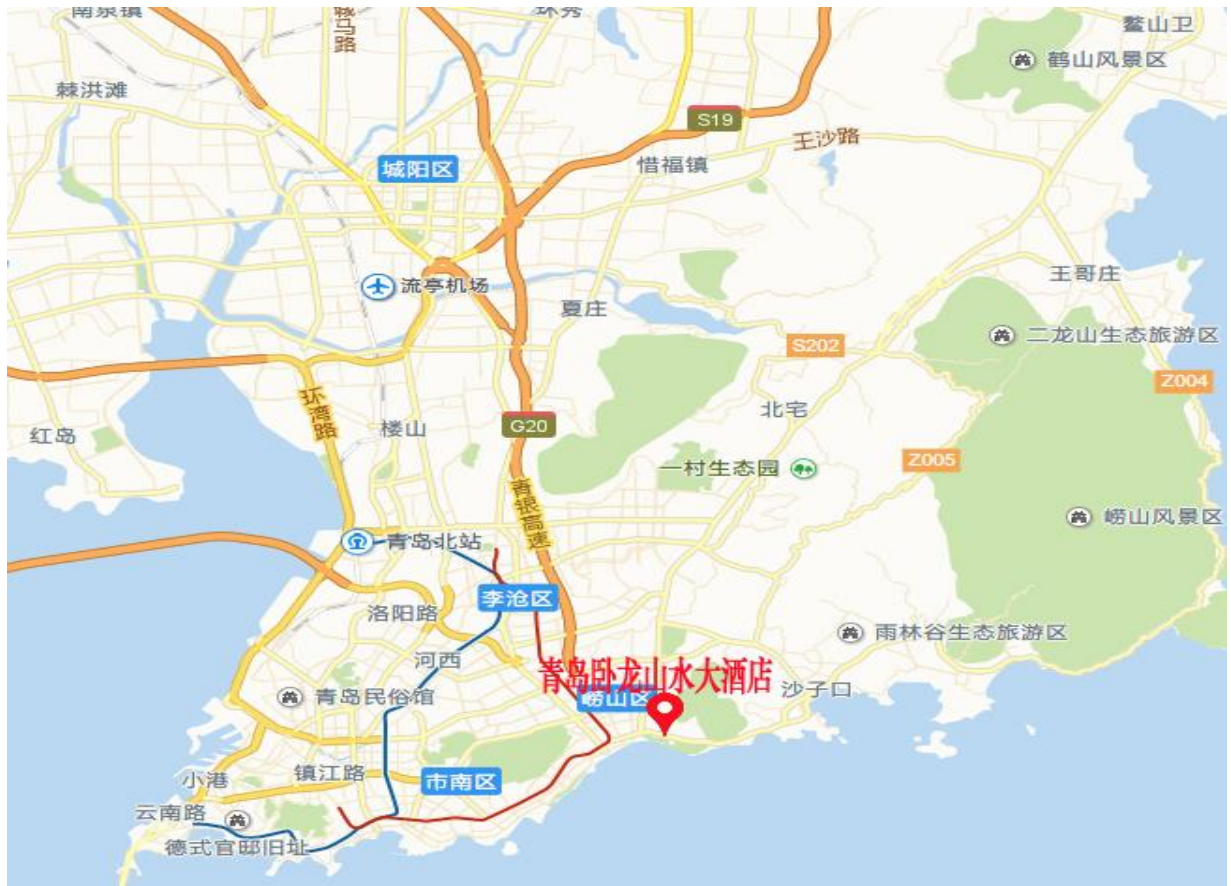 南泉镇
城马路
环秀
鳌山卫
鹤山风景区
棘洪滩
S19
王沙路
城阳区
惜福镇
流亭机场
王哥庄
夏庄
二龙山生态旅游区
S202
Z004
环湾路
北宅
红岛
楼山
G20
Z005
一村生态园
青银高速
崂山风景区
青岛北站
李沧区
洛阳路
雨林谷生态旅游区
河西
青岛卧龙山水大酒店
沙子口
青岛民俗馆
崂山区
小港
镇江路
市南区
云南路
德式官邸旧址